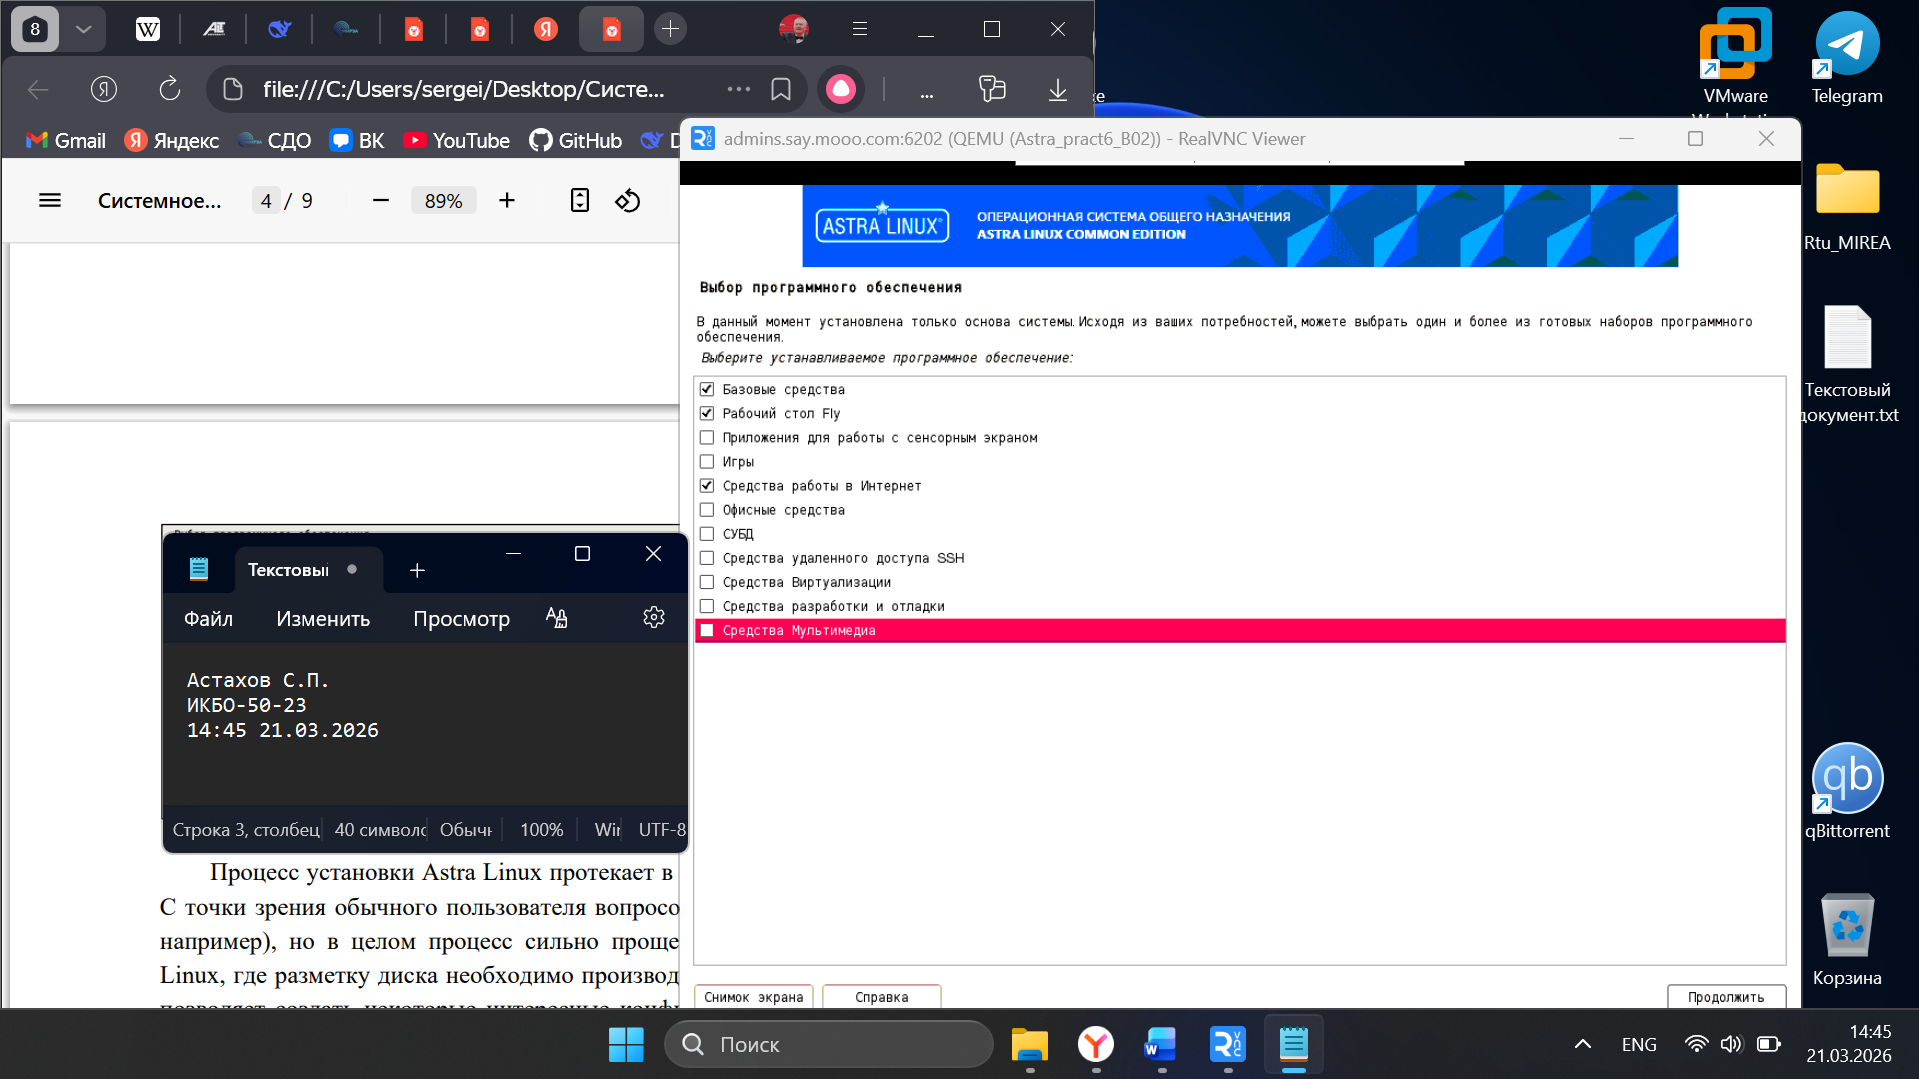 8
W
file:///C:/Users/sergei/Desktop/Систе...
Gmail
Яндекс
СДО
ВК
YouTube
GitHub
Системное...
4 / 9
89%
Текстовый
Файл
Изменить
Просмотр
Астахов С.П.
ИКБО-50-23
14:45 21.03.2026
Строка 3, столбец
40 символо
Обычн
100%
Win
UTF-8
Процесс установки Astra Linux протекает в
С точки зрения обычного пользователя вопросо
например), но в целом процесс сильно проще
Linux, где разметку диска необходимо производ
admins.say.mooo.com:6202 (QEMU (Astra_pract6_B02)) - RealVNC Viewer
ASTRA LINUX®
ОПЕРАЦИОННАЯ СИСТЕМА ОБЩЕГО НАЗНАЧЕНИЯ
ASTRA LINUX COMMON EDITION
Выбор программного обеспечения
В данный момент установлена только основа системы. Исходя из ваших потребностей, можете выбрать один и более из готовых наборов программного
обеспечения.
Выберите устанавливаемое программное обеспечение:
Базовые средства
Рабочий стол Fly
Приложения для работы с сенсорным экраном
Игры
Средства работы в Интернет
Офисные средства
СУБД
Средства удаленного доступа SSH
Средства Виртуализации
Средства разработки и отладки
Средства Мультимедиа
Снимок экрана
Справка
Продолжить
VMware
Telegram
Rtu_MIREA
Текстовый
документ.txt
qb
qBittorrent
Корзина
Поиск
ENG
14:45
21.03.2026